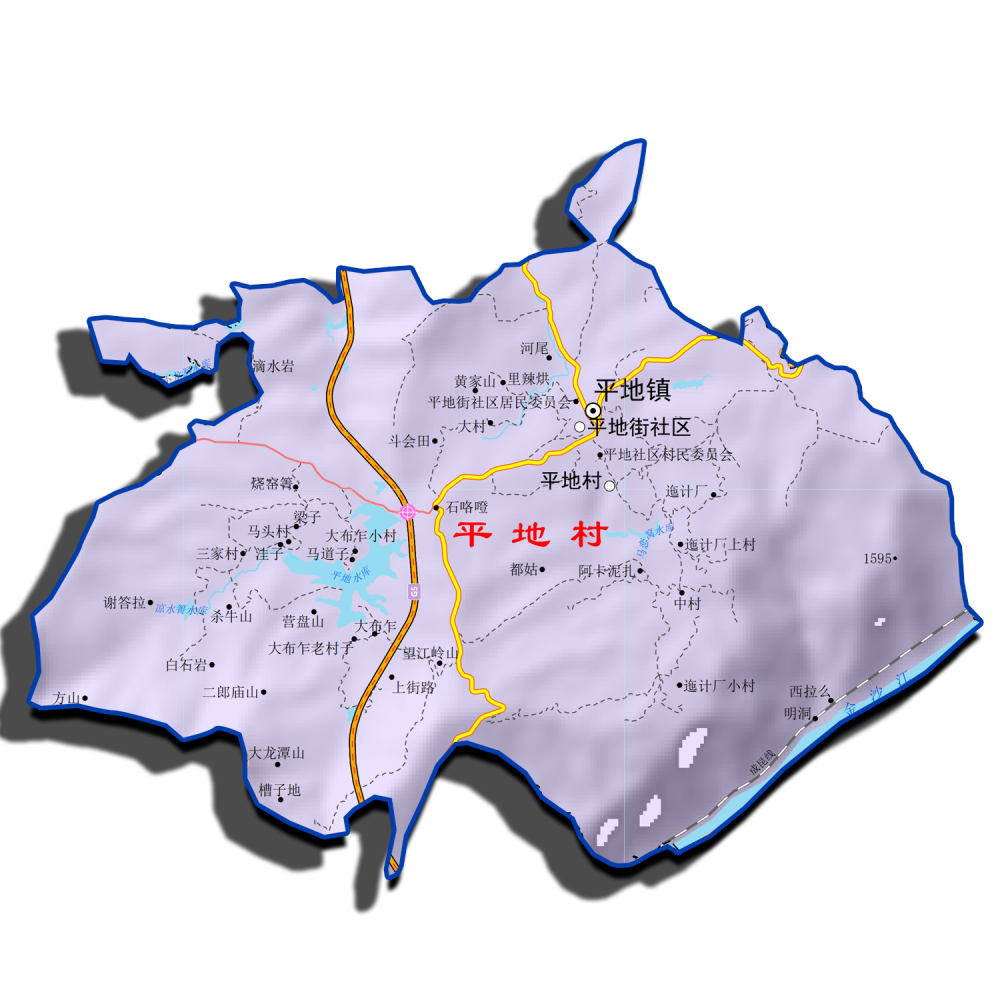 河尾
滴水岩
黄家山
里辣烘
平地镇
平地街社区居民委员会
大村
平地街社区
斗会田
平地社区村民委员会
平地村
烧窑箐
迤计厂
石咯噔
梁子
平地村
马头村
大布乍小村
三家村
洼子
马道子
迤计厂上村
1595
平地水库
都姑
阿卡泥扎
G5
谢答拉
凉水箐水库
杀牛山
营盘山
大布乍
中村
大布乍老村子
望江岭山
白石岩
上街路
迤计厂小村
方山
二郎庙山
西拉么
金沙江
明洞
大龙潭山
成昆线
槽子地